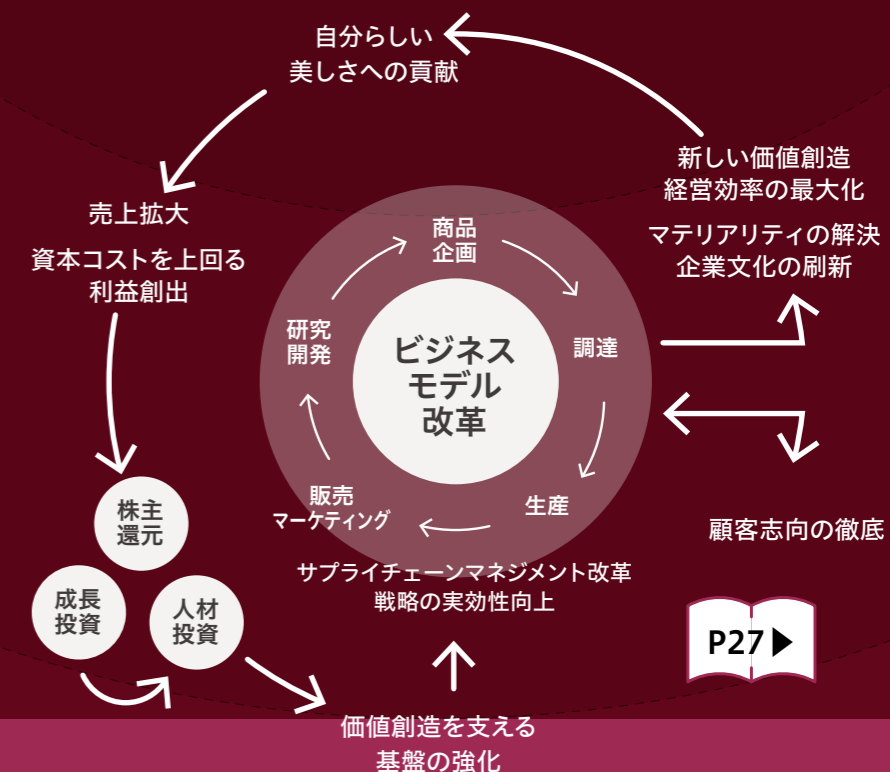 自分らしい
美しさへの貢献
新しい価値創造
経営効率の最大化
マテリアリティの解決
企業文化の刷新
売上拡大
資本コストを上回る
利益創出
商品
企画
調達
生産
販売
マーケティング
研究
開発
ビジネス
モデル
改革
サプライチェーンマネジメント改革
戦略の実効性向上
顧客志向の徹底
株主
還元
成長
投資
人材
投資
P27
価値創造を支える
基盤の強化